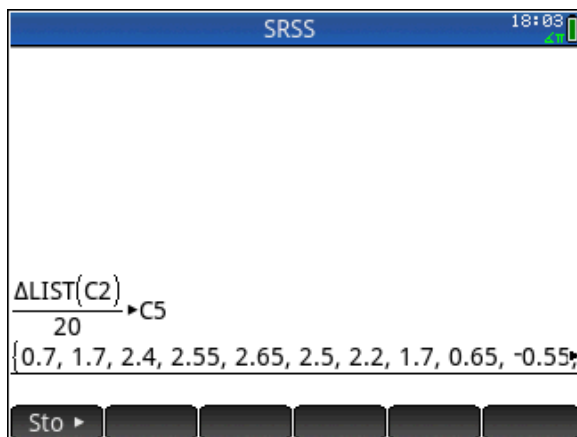 SRSS
18:03
∡π
ΔLIST(C2)
20
▶C5
{0.7, 1.7, 2.4, 2.55, 2.65, 2.5, 2.2, 1.7, 0.65, -0.55,
Sto ▶